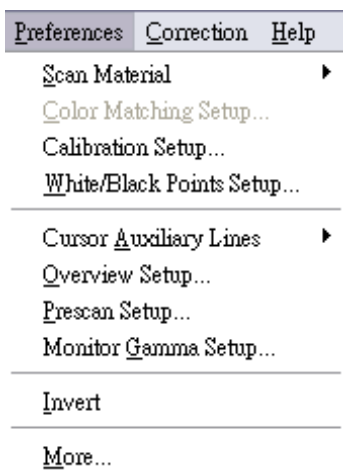 Preferences Correction Help
Scan Material
Color Matching Setup...
Calibration Setup...
White/Black Points Setup...
Cursor Auxiliary Lines
Overview Setup...
Prescan Setup...
Monitor Gamma Setup...
Invert
More...